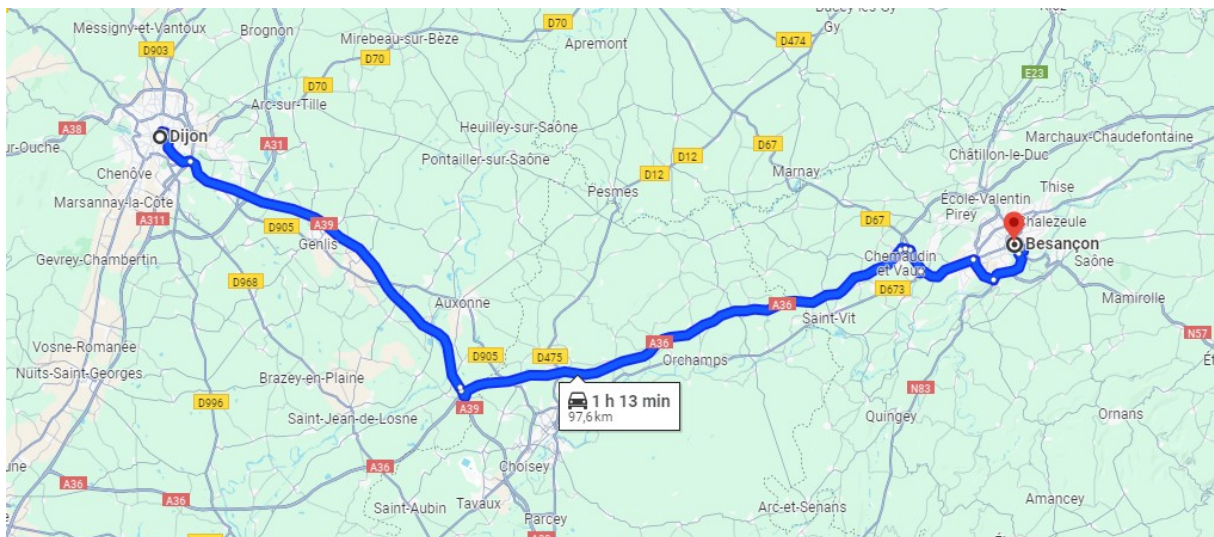 Messigny-et-Vantoux
Brognon
D70
Mirebeau-sur-Bèze
Apremont
D474
Gy
D903
D70
E23
D70
Arc-sur-Tille
A38
Dijon
A31
Heuilley-sur-Saône
D67
Marchaux-Chaudefontaine
ur-Ouche
Pontailler-sur-Saône
D12
D12
Châtillon-le-Duc
Chenôve
Marnay
Thise
Marsannay-la-Côte
Pesmes
École-Valentin
Pirey
A311
D905
A39
D67
Chalezeule
Genlis
Besançon
Gevrey-Chambertin
Chemaudin
et Vaux
Saône
D968
D673
Mamirolle
Auxonne
A36
Saint-Vit
N57
Vosne-Romanée
D905
D475
A36
Orchamps
Nuits-Saint-Georges
Brazey-en-Plaine
N83
D996
Saint-Jean-de-Losne
A39
1 h 13 min
97,6 km
Quingey
Ornans
une
A36
Choisey
A36
A36
Tavaux
Saint-Aubin
Parcey
Arc-et-Senans
Amancey